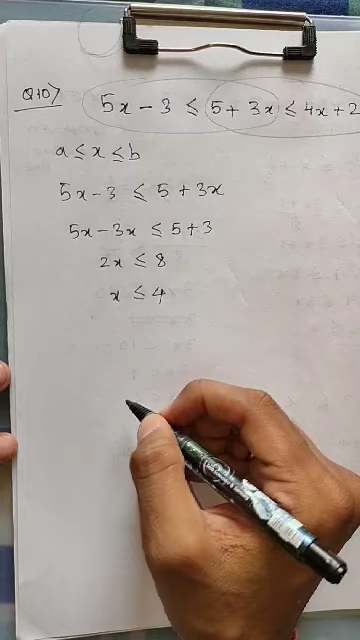 Q10) 5x - 3 ≤ 5 + 3x ≤ 4x + 2
a ≤ x ≤ b
5x - 3 ≤ 5 + 3x
5x - 3x ≤ 5 + 3
2x ≤ 8
x ≤ 4